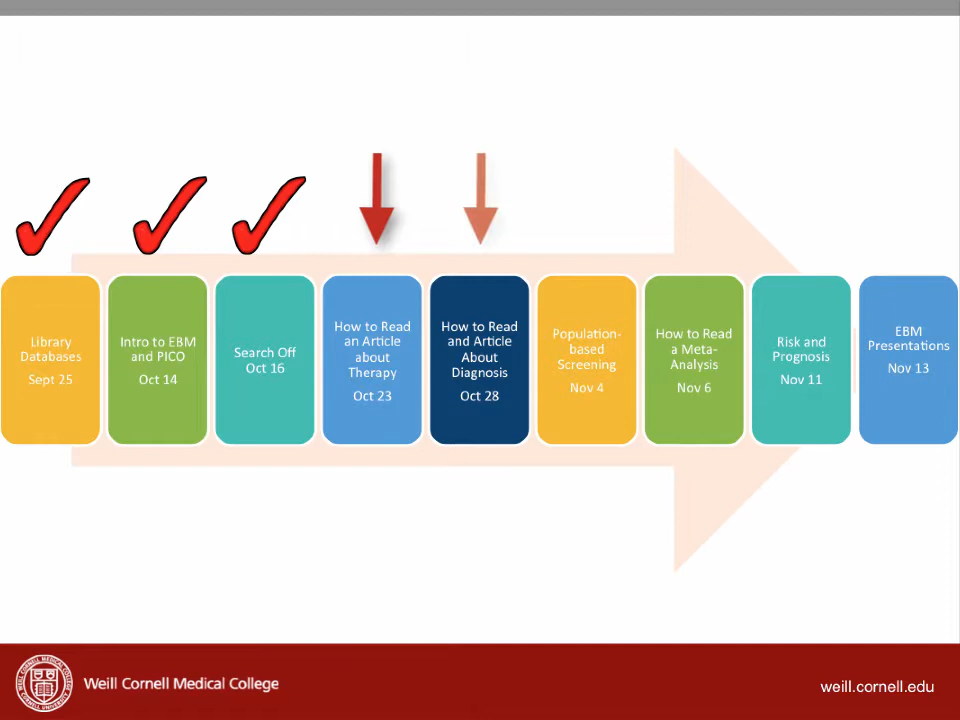 Library
Databases
Sept 25
Intro to EBM
and PICO
Oct 14
Search Off
Oct 16
How to Read
an Article
about
Therapy
Oct 23
How to Read
and Article
About
Diagnosis
Oct 28
Population-
based
Screening
Nov 4
How to Read
a Meta-
Analysis
Nov 6
Risk and
Prognosis
Nov 11
EBM
Presentations
Nov 13
Weill Cornell Medical College
weill.cornell.edu